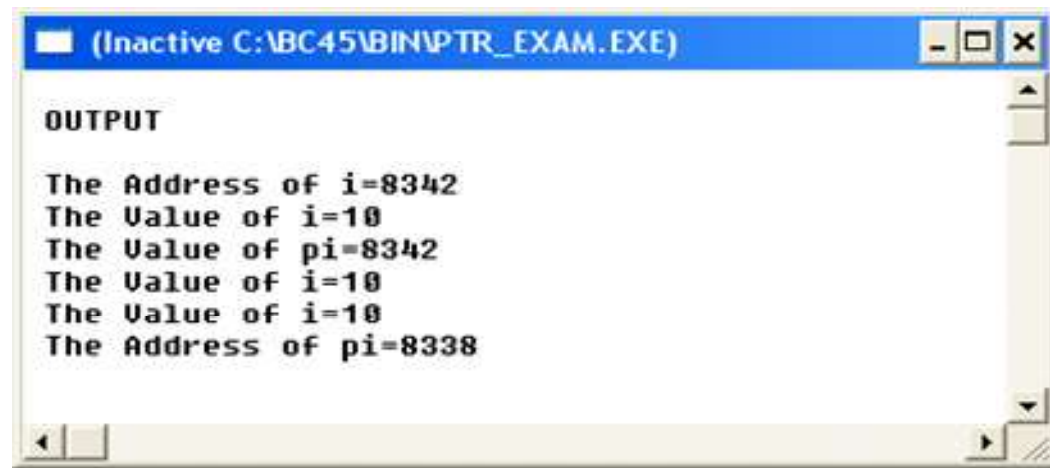 (Inactive C:\BC45\BIN\PTR_EXAM.EXE)
OUTPUT
The Address of i=8342
The Value of i=10
The Value of pi=8342
The Value of i=10
The Value of i=10
The Address of pi=8338